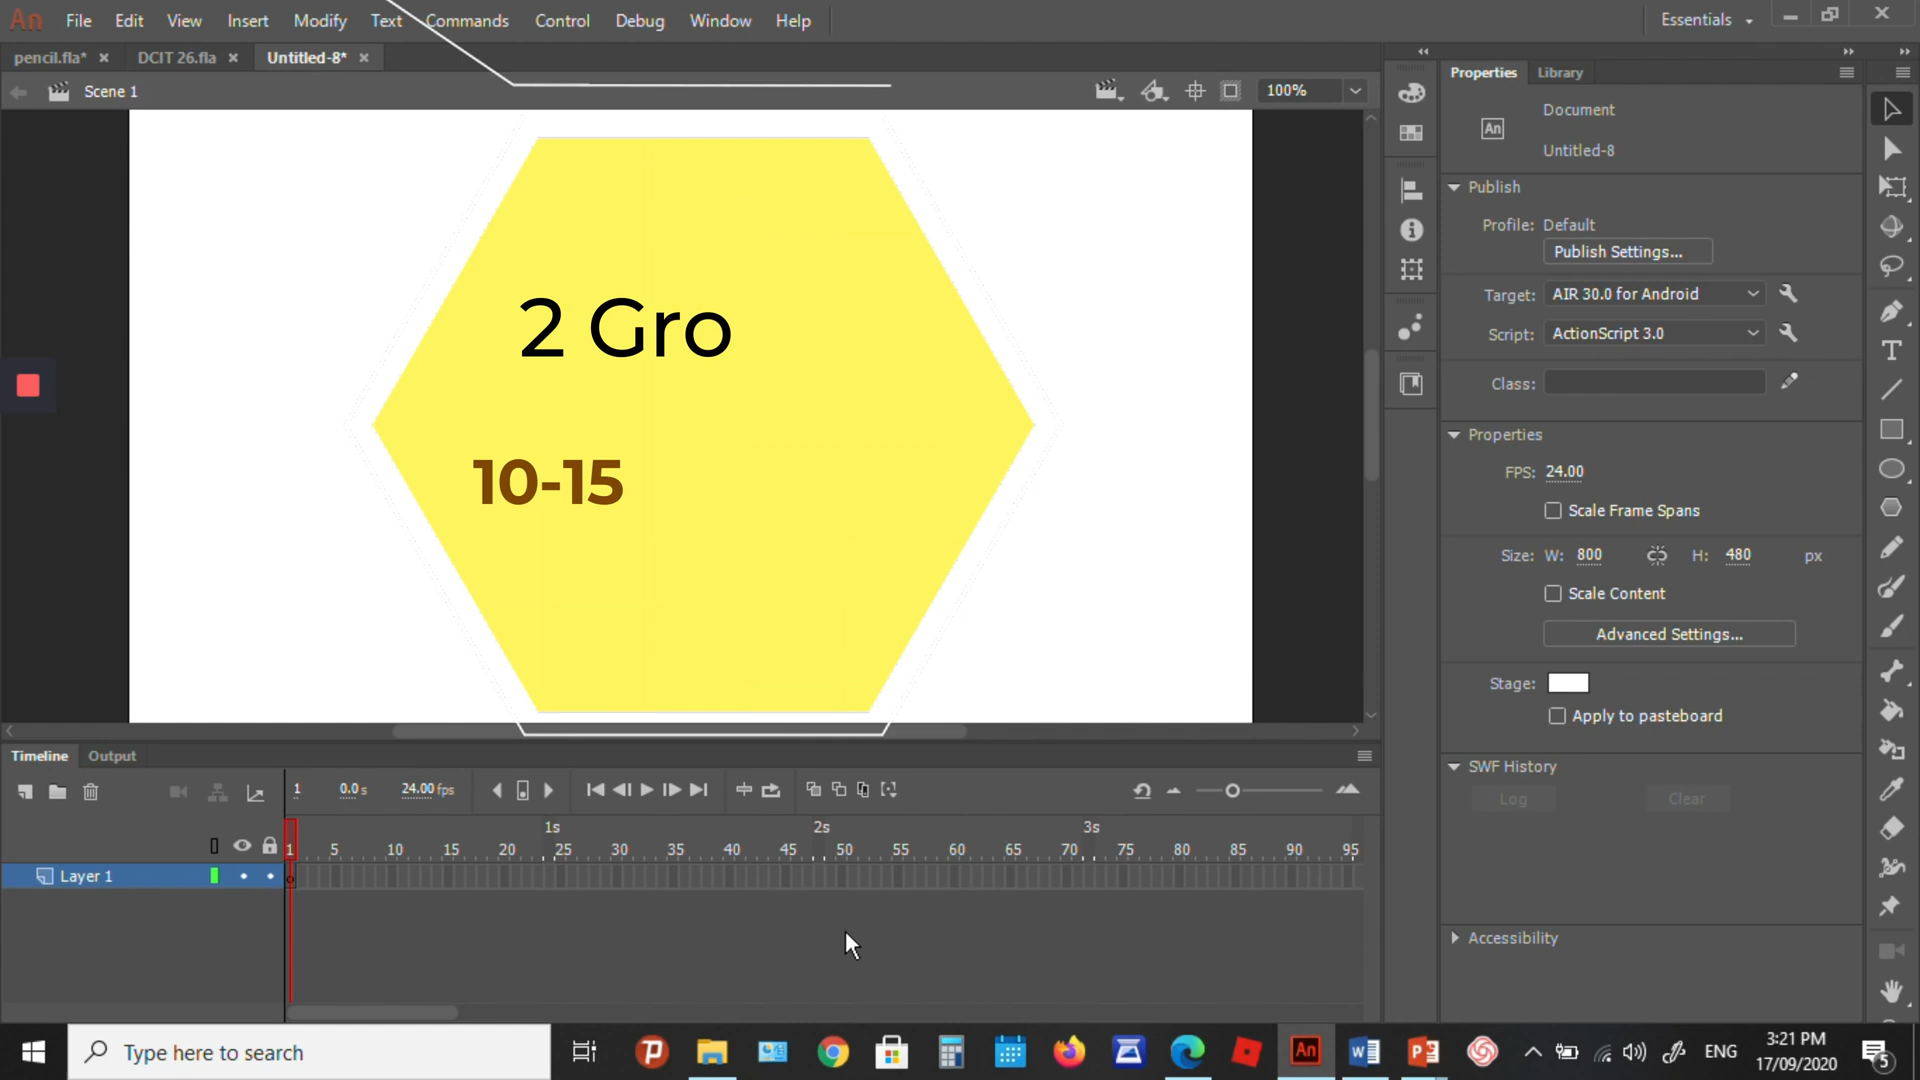 An File Edit View Insert Modify Text Commands Control Debug Window Help Essentials
pencil.fla* × DCIT 26.fla × Untitled-8* ×
Scene 1 100%
Properties Library
An Document
Untitled-8
Publish
Profile: Default
Publish Settings...
Target: AIR 30.0 for Android
Script: ActionScript 3.0
Class:
Properties
FPS: 24.00
Scale Frame Spans
Size: W: 800 H: 480 px
Scale Content
Advanced Settings...
Stage:
Apply to pasteboard
SWF History
Log Clear
Accessibility
2 Gro
10-15
Timeline Output
1 0.0 s 24.00 fps
1s 2s 3s
1 5 10 15 20 25 30 35 40 45 50 55 60 65 70 75 80 85 90 95
Layer 1
Type here to search
An
ENG
3:21 PM
17/09/2020
5